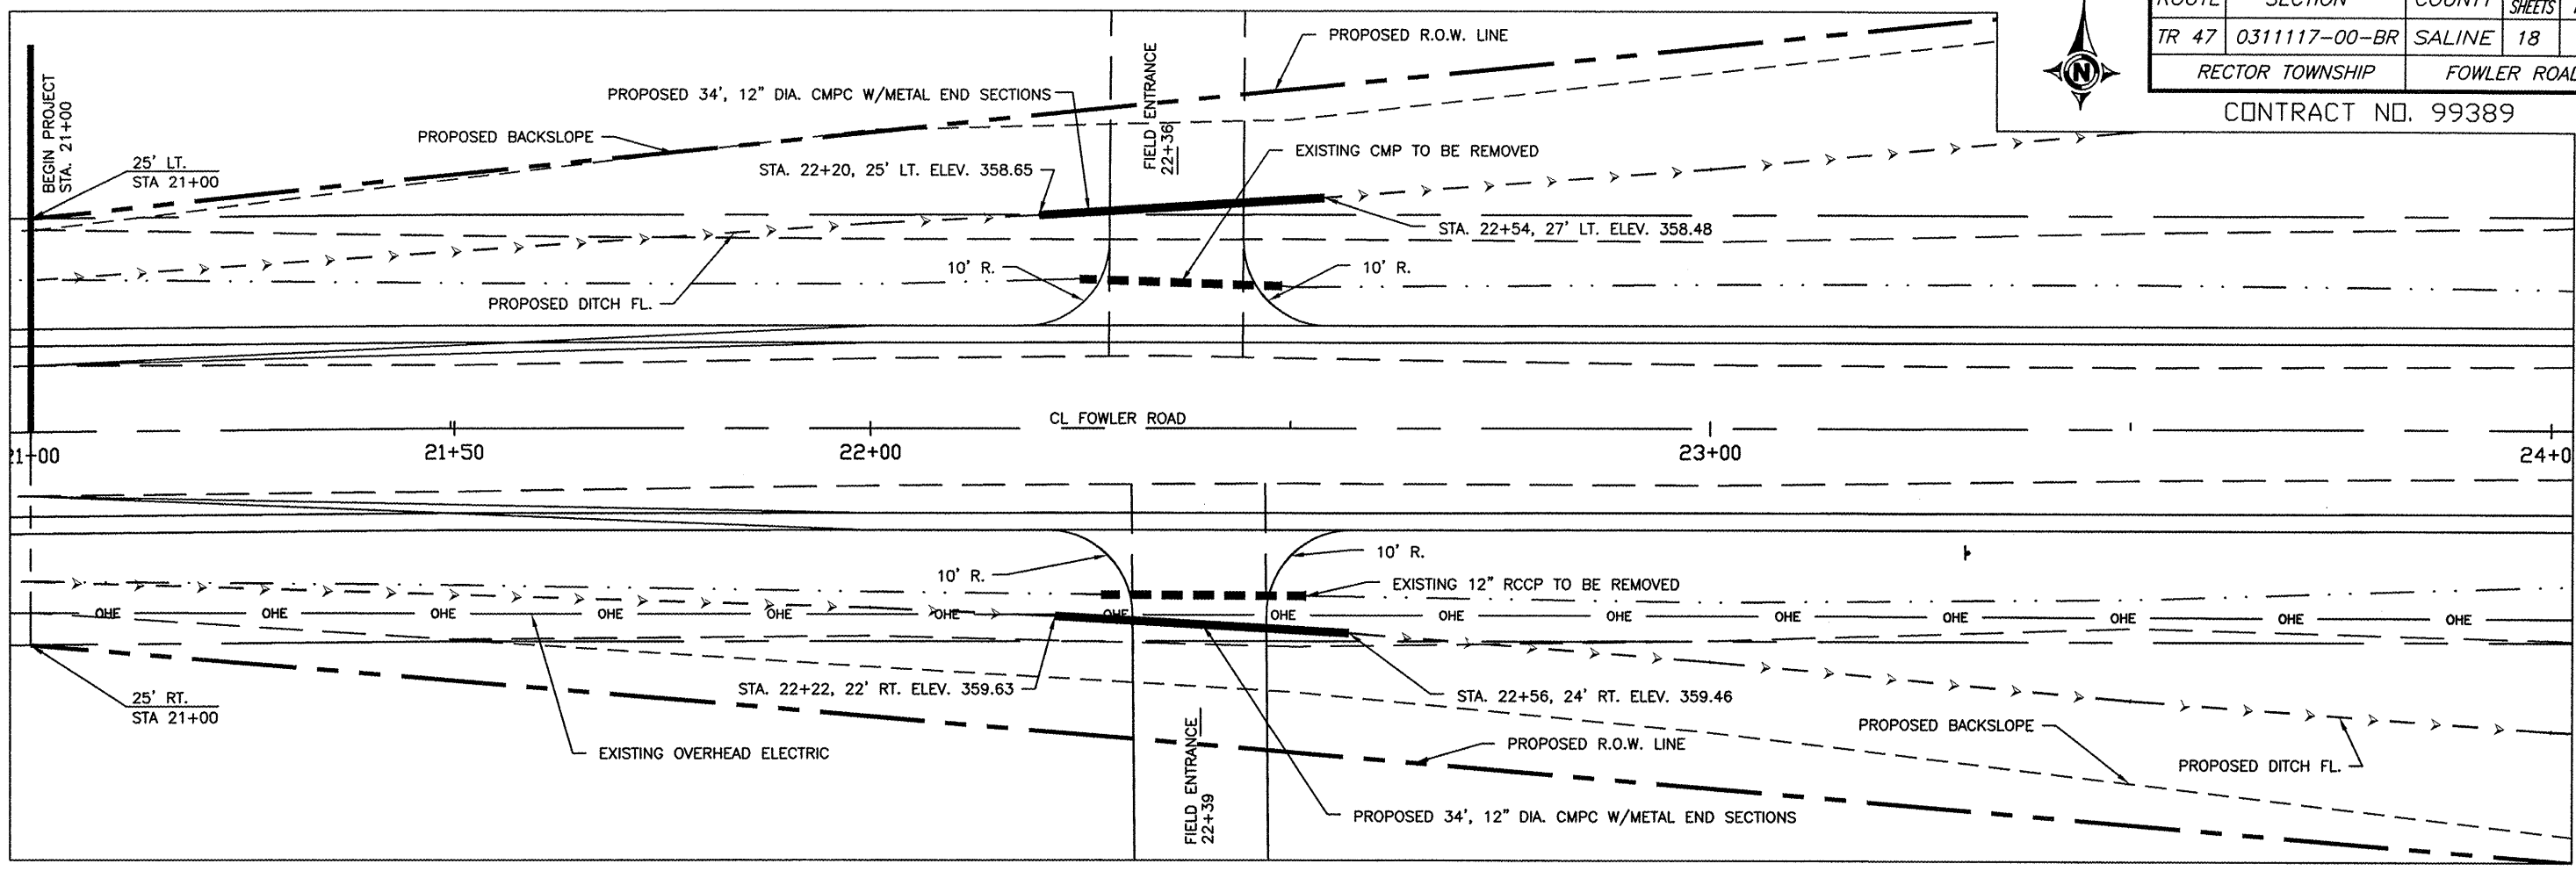 ROUTE SECTION COUNTY SHEETS
TR 47 0311117-00-BR SALINE 18
RECTOR TOWNSHIP FOWLER ROAD
CONTRACT NO. 99389
N
BEGIN PROJECT
STA. 21+00
25' LT.
STA 21+00
PROPOSED BACKSLOPE
PROPOSED 34', 12" DIA. CMPC W/METAL END SECTIONS
STA. 22+20, 25' LT. ELEV. 358.65
FIELD ENTRANCE
22+36
PROPOSED R.O.W. LINE
EXISTING CMP TO BE REMOVED
STA. 22+54, 27' LT. ELEV. 358.48
10' R.
10' R.
PROPOSED DITCH FL.
CL FOWLER ROAD
21+00 21+50 22+00 23+00 24+0
10' R.
10' R.
EXISTING 12" RCCP TO BE REMOVED
OHE OHE OHE OHE OHE OHE OHE OHE OHE OHE OHE OHE OHE OHE OHE
25' RT.
STA 21+00
STA. 22+22, 22' RT. ELEV. 359.63
STA. 22+56, 24' RT. ELEV. 359.46
EXISTING OVERHEAD ELECTRIC
FIELD ENTRANCE
22+39
PROPOSED R.O.W. LINE
PROPOSED BACKSLOPE
PROPOSED DITCH FL.
PROPOSED 34', 12" DIA. CMPC W/METAL END SECTIONS